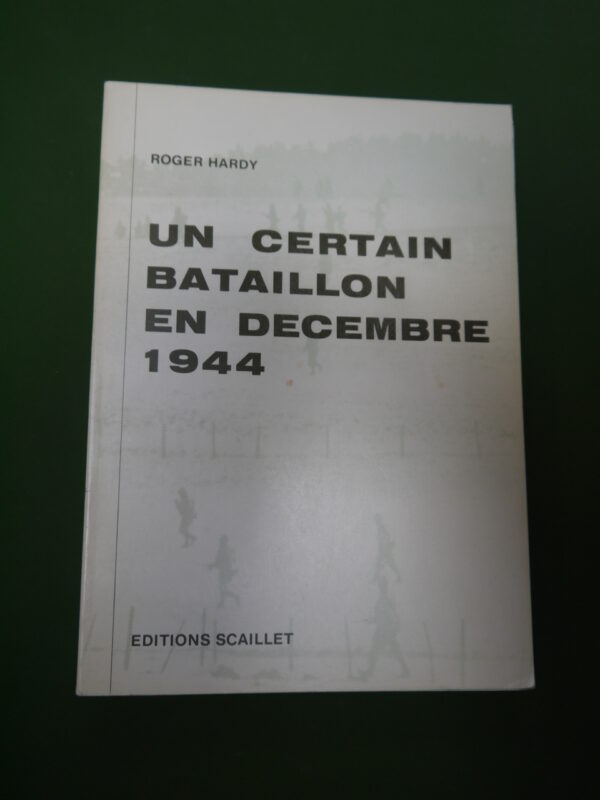 ROGER HARDY
UN CERTAIN
BATAILLON
EN DECEMBRE
1944
EDITIONS SCAILLET